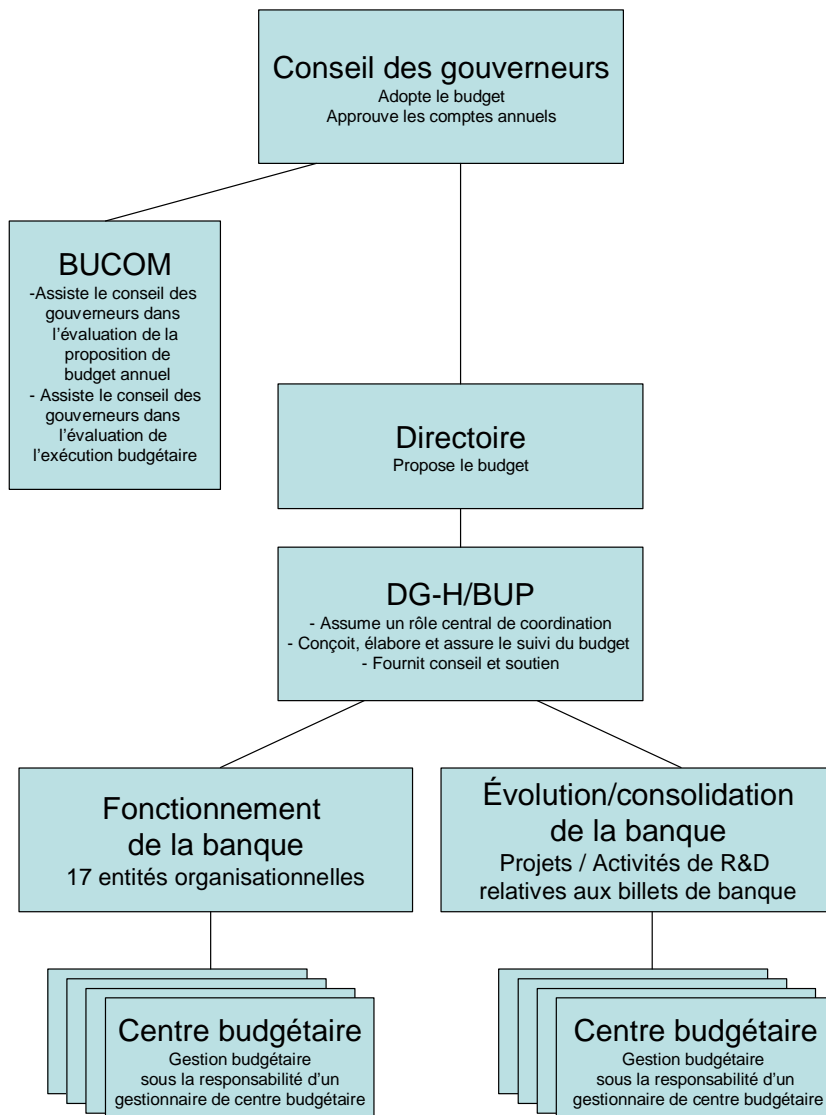 Conseil des gouverneurs
Adopte le budget
Approuve les comptes annuels
BUCOM
-Assiste le conseil des
gouverneurs dans
l’évaluation de la
proposition de
budget annuel
- Assiste le conseil des
gouverneurs dans
l’évaluation de
l’exécution budgétaire
Directoire
Propose le budget
DG-H/BUP
- Assume un rôle central de coordination
- Conçoit, élabore et assure le suivi du budget
- Fournit conseil et soutien
Fonctionnement
de la banque
17 entités organisationnelles
Évolution/consolidation
de la banque
Projets / Activités de R&D
relatives aux billets de banque
Centre budgétaire
Gestion budgétaire
sous la responsabilité d’un
gestionnaire de centre budgétaire
Centre budgétaire
Gestion budgétaire
sous la responsabilité d’un
gestionnaire de centre budgétaire